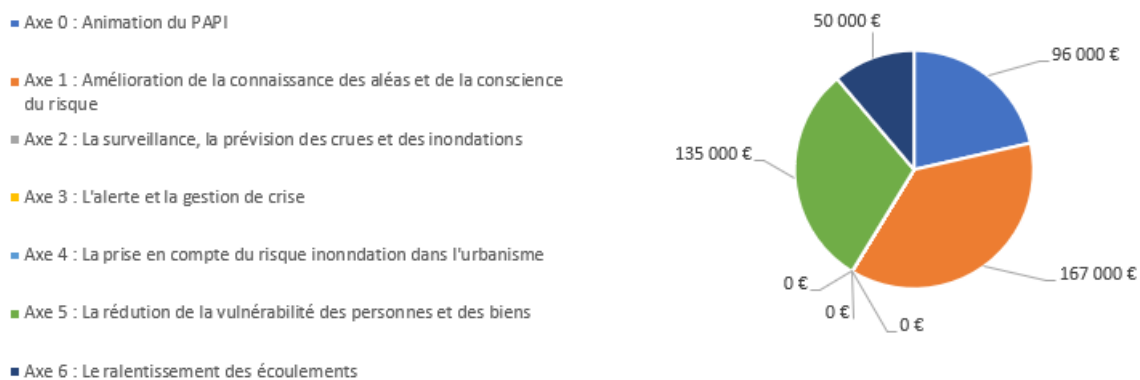 Axe 0 : Animation du PAPI
Axe 1 : Amélioration de la connaissance des aléas et de la conscience
du risque
Axe 2 : La surveillance, la prévision des crues et des inondations
Axe 3 : L'alerte et la gestion de crise
Axe 4 : La prise en compte du risque inonndation dans l'urbanisme
Axe 5 : La rédution de la vulnérabilité des personnes et des biens
Axe 6 : Le ralentissement des écoulements
50 000 €
96 000 €
135 000 €
167 000 €
0 €
0 €
0 €